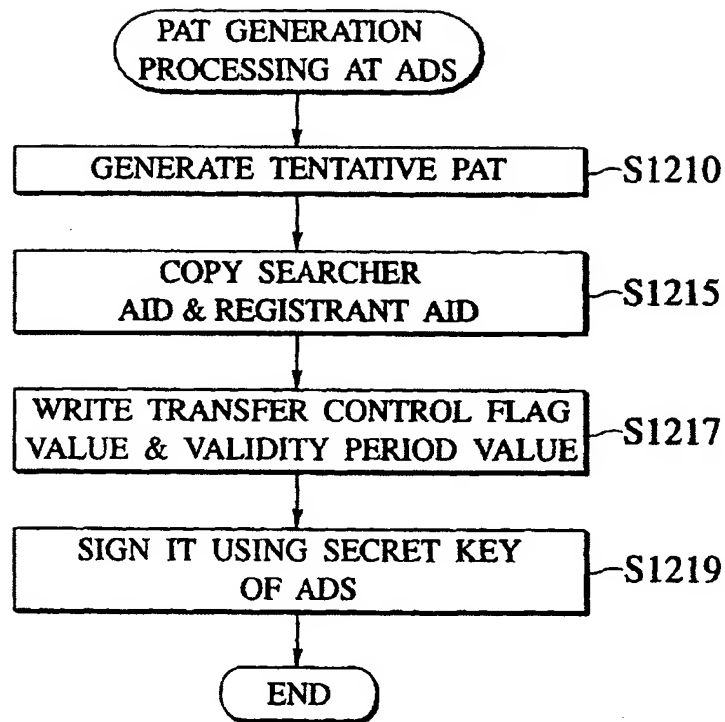 PAT GENERATION
PROCESSING AT ADS
GENERATE TENTATIVE PAT
S1210
COPY SEARCHER
AID & REGISTRANT AID
S1215
WRITE TRANSFER CONTROL FLAG
VALUE & VALIDITY PERIOD VALUE
S1217
SIGN IT USING SECRET KEY
OF ADS
S1219
END